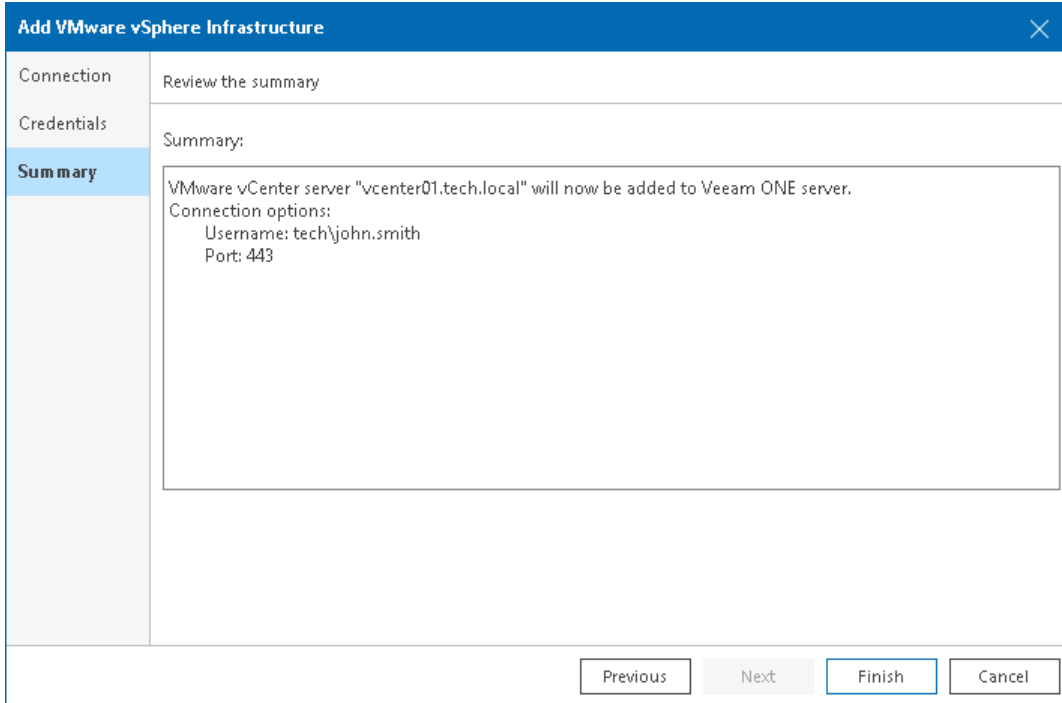 Add VMware vSphere Infrastructure
Connection
Credentials
Summary
Review the summary
Summary:
VMware vCenter server "vcenter01.tech.local" will now be added to Veeam ONE server.
Connection options:
Username: tech\john.smith
Port: 443
Previous
Next
Finish
Cancel